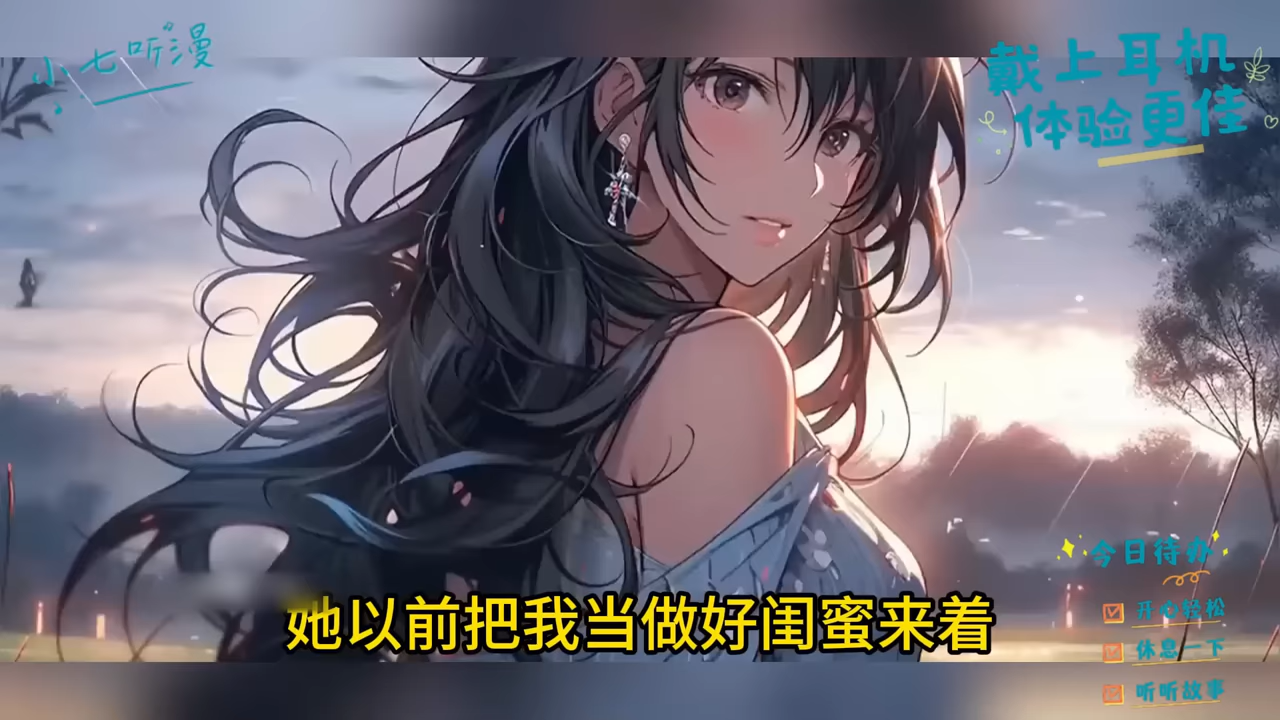 小七听漫
戴上耳机
体验更佳
今日待办
开心轻松
休息一下
听听故事
她以前把我当做好闺蜜来着